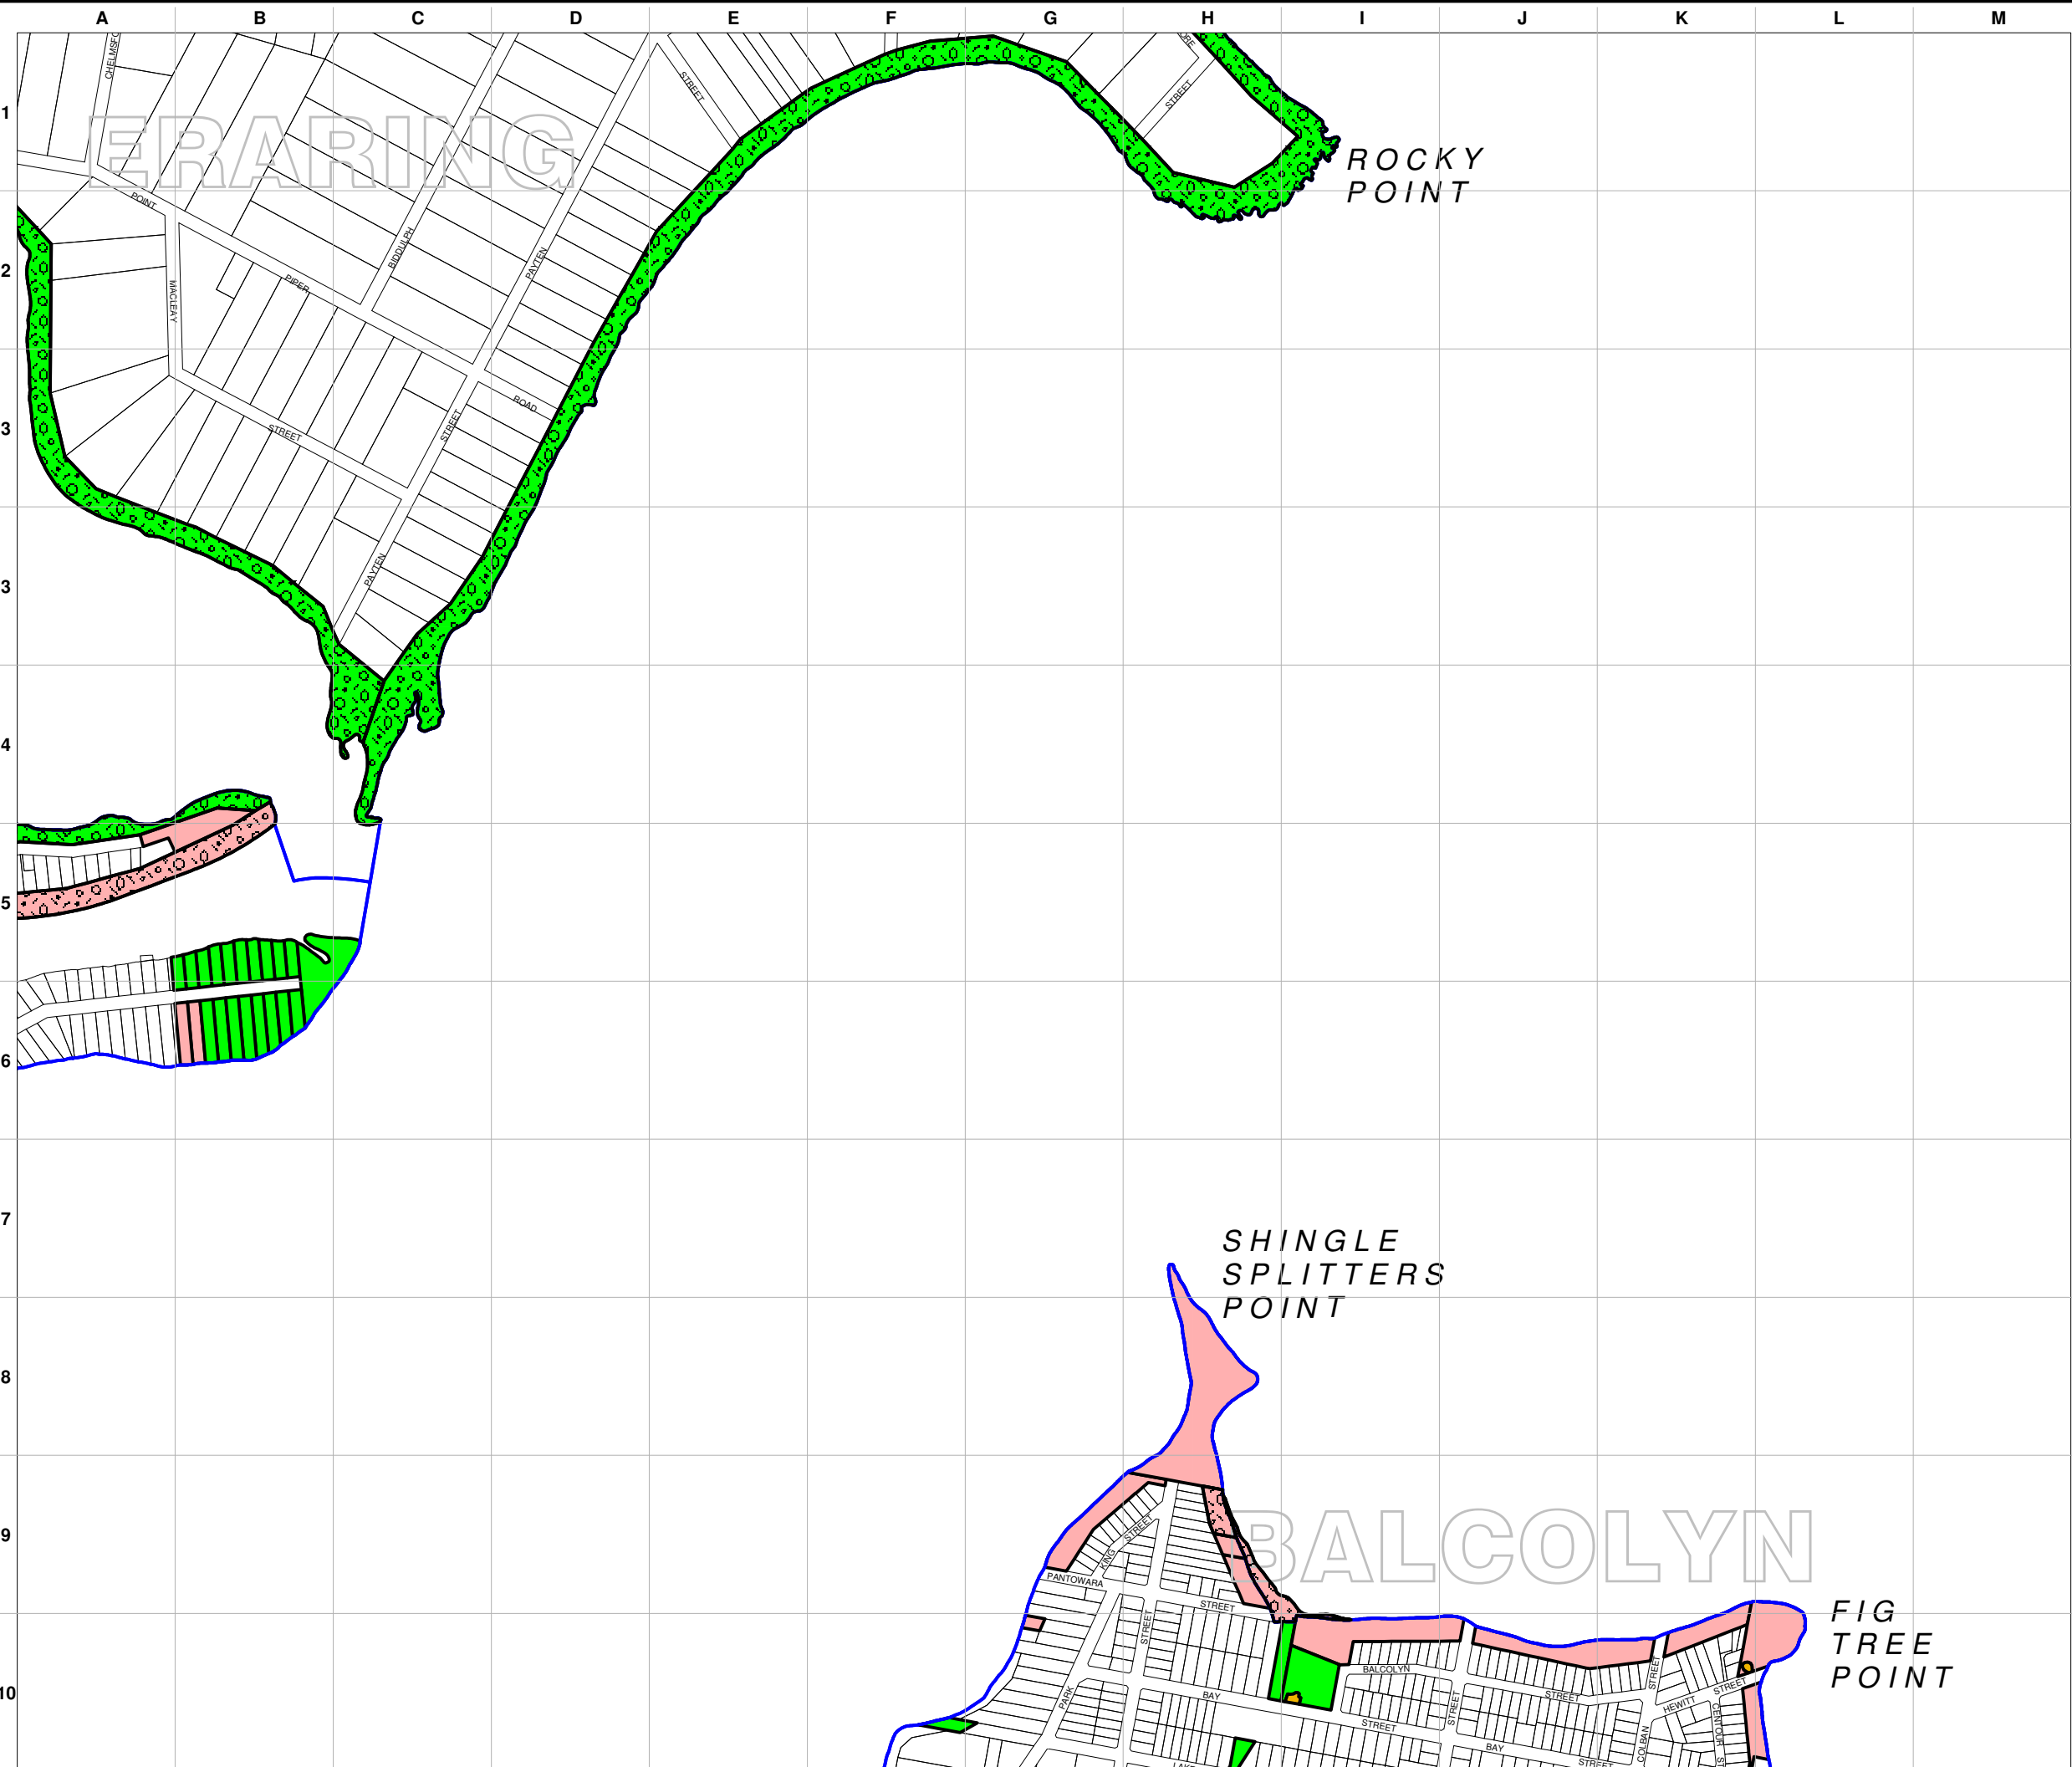 A B C D E F G H I J K L M
1
2
3
3
4
5
6
7
8
9
10
ERARING
STREET
STREET
ROCKY
POINT
POINT
MACLEAY
PIPER
BIDDULPH
PAYTEN
ROAD
STREET
STREET
PAYTEN
SHINGLE
SPLITTERS
POINT
BALCOLYN
KING
STREET
PANTOWARA
STREET
STREET
FIG
TREE
POINT
PARK
BAY
STREET
BALCOLYN
STREET
STREET
STREET
HEWITT
STREET
COLBAN
BAY
STREET